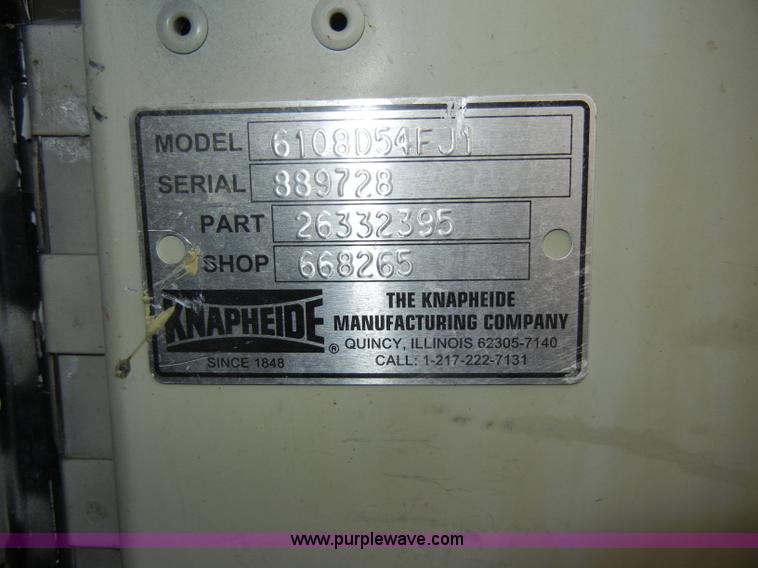 MODEL 6108D54FJ1
SERIAL 889728
PART 26332395
SHOP 668265
KNAPHEIDE ®
SINCE 1848
THE KNAPHEIDE
MANUFACTURING COMPANY
QUINCY, ILLINOIS 62305-7140
CALL: 1-217-222-7131
www.purplewave.com